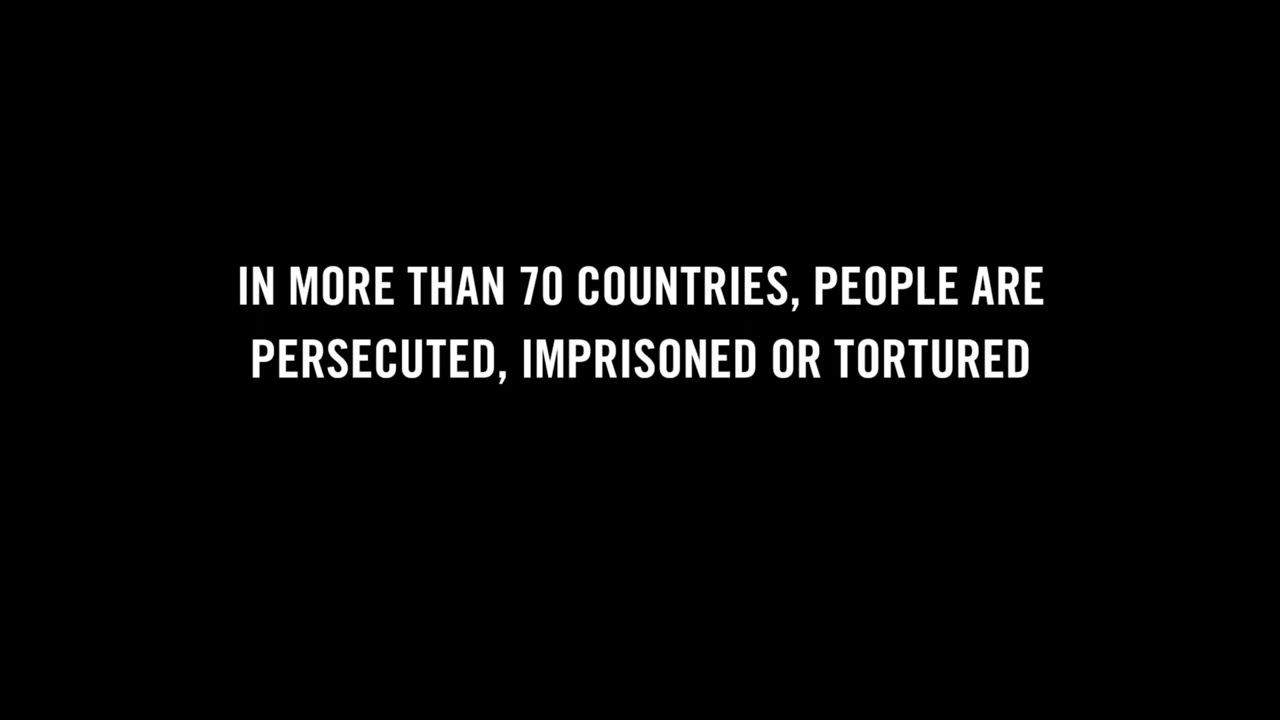 IN MORE THAN 70 COUNTRIES, PEOPLE ARE
PERSECUTED, IMPRISONED OR TORTURED